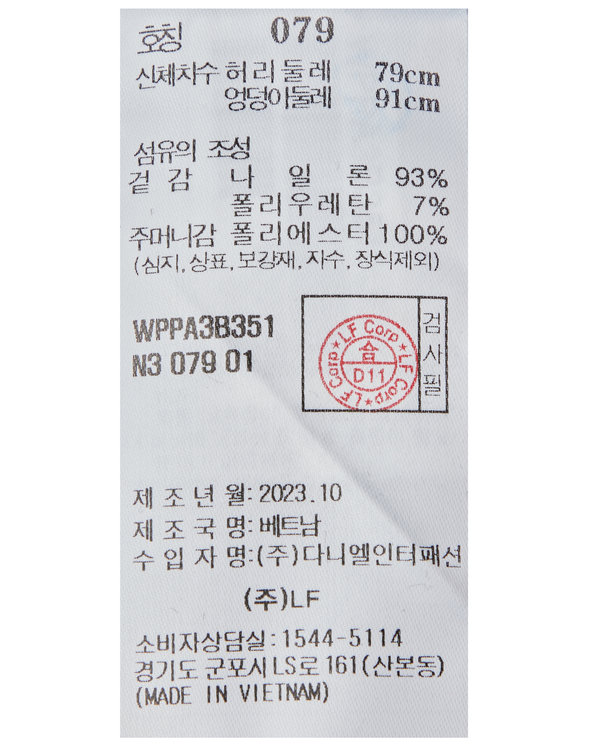 호칭 079
신체치수 허리둘레 79cm
엉덩이둘레 91cm
섬유의 조성
겉감 나일론 93%
폴리우레탄 7%
주머니감 폴리에스터 100%
(심지, 상표, 보강재, 자수, 장식제외)
WPPA3B351
N3 079 01
LF Corp ★ LF Corp ★ LF Corp ★
合
D11
검사필
제조년월: 2023.10
제조국명: 베트남
수입자명: (주)다니엘인터패션
(주)LF
소비자상담실: 1544-5114
경기도 군포시 LS로 161(산본동)
(MADE IN VIETNAM)